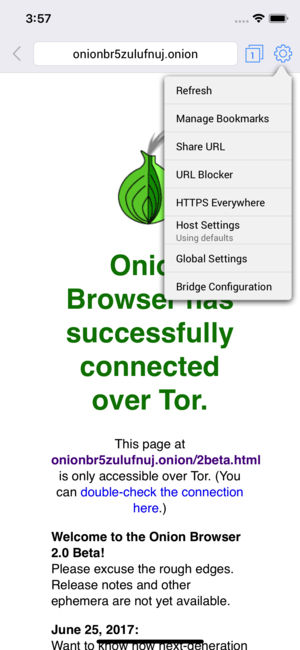 3:57
onionbr5zulufnuj.onion
1
Refresh
Manage Bookmarks
Share URL
URL Blocker
HTTPS Everywhere
Host Settings
Using defaults
Global Settings
Bridge Configuration
Onio
Browser has
successfully
connected
over Tor.
This page at
onionbr5zulufnuj.onion/2beta.html
is only accessible over Tor. (You
can double-check the connection
here.)
Welcome to the Onion Browser
2.0 Beta!
Please excuse the rough edges.
Release notes and other
ephemera are not yet available.
June 25, 2017:
Want to know how next-generation